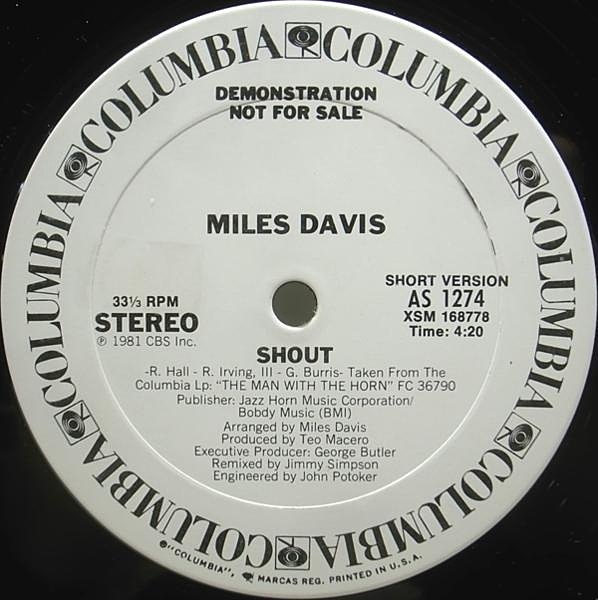 COLUMBIA COLUMBIA COLUMBIA COLUMBIA COLUMBIA COLUMBIA COLUMBIA COLUMBIA
DEMONSTRATION
NOT FOR SALE
MILES DAVIS
33⅓ RPM
STEREO
℗ 1981 CBS Inc.
SHORT VERSION
AS 1274
XSM 168778
Time: 4:20
SHOUT
-R. Hall - R. Irving, III - G. Burris- Taken From The
Columbia Lp: "THE MAN WITH THE HORN" FC 36790
Publisher: Jazz Horn Music Corporation/
Bobdy Music (BMI)
Arranged by Miles Davis
Produced by Teo Macero
Executive Producer: George Butler
Remixed by Jimmy Simpson
Engineered by John Potoker
®"COLUMBIA", MARCAS REG. PRINTED IN U.S.A.